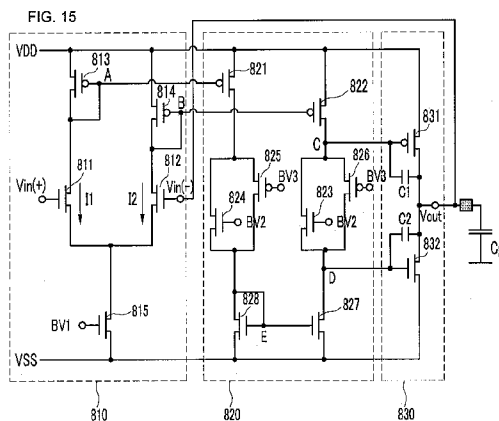 FIG. 15
VDD
813
A
814
B
821
822
C
831
811
812
Vin(+)
I1
I2
Vin(-)
825
BV3
824
BV2
826
BV3
823
BV2
C1
C2
Vout
832
D
BV1
815
828
E
827
VSS
810
820
830